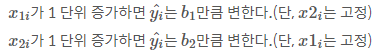 x₁ᵢ가 1 단위 증가하면 ŷᵢ는 b₁만큼 변한다.(단, x2ᵢ는 고정)
x₂ᵢ가 1 단위 증가하면 ŷᵢ는 b₂만큼 변한다.(단, x1ᵢ는 고정)